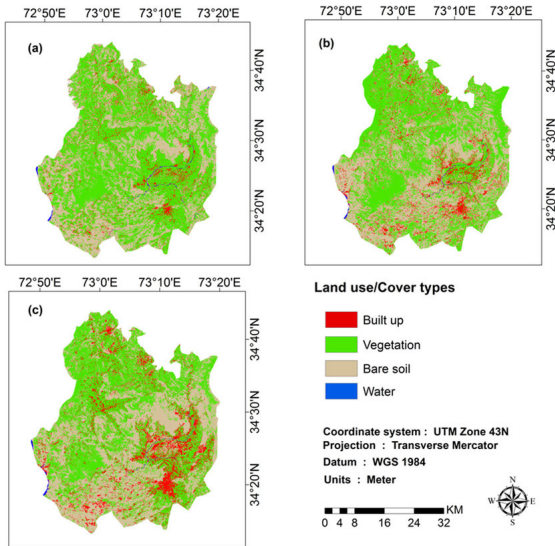 72°50'E 73°0'E 73°10'E 73°20'E
72°50'E 73°0'E 73°10'E 73°20'E
(a)
34°40'N
34°30'N
34°20'N
(b)
34°40'N
34°30'N
34°20'N
72°50'E 73°0'E 73°10'E 73°20'E
(c)
34°40'N
34°30'N
34°20'N
Land use/Cover types
Built up
Vegetation
Bare soil
Water
Coordinate system : UTM Zone 43N
Projection : Transverse Mercator
Datum : WGS 1984
Units : Meter
KM
0 4 8 16 24 32
N
W E
S